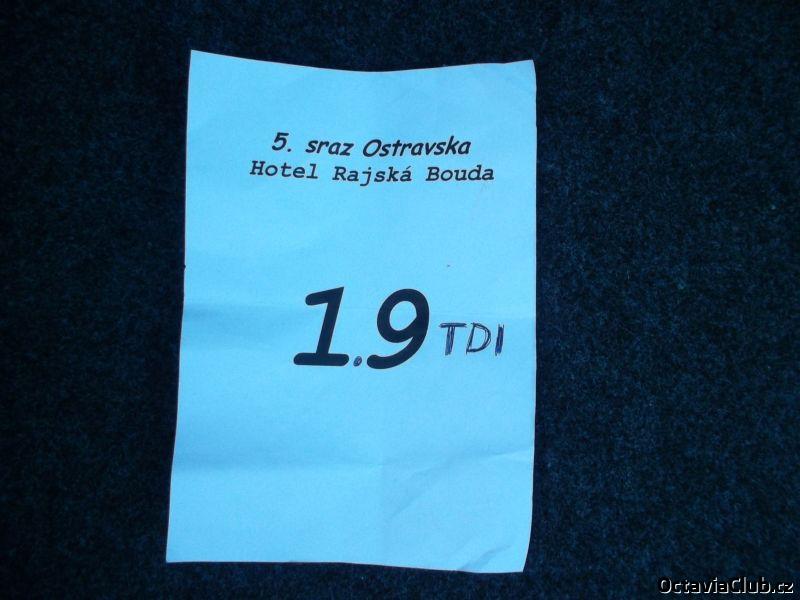 5. sraz Ostravska
Hotel Rajská Bouda
1.9 TDI
OctaviaClub.cz